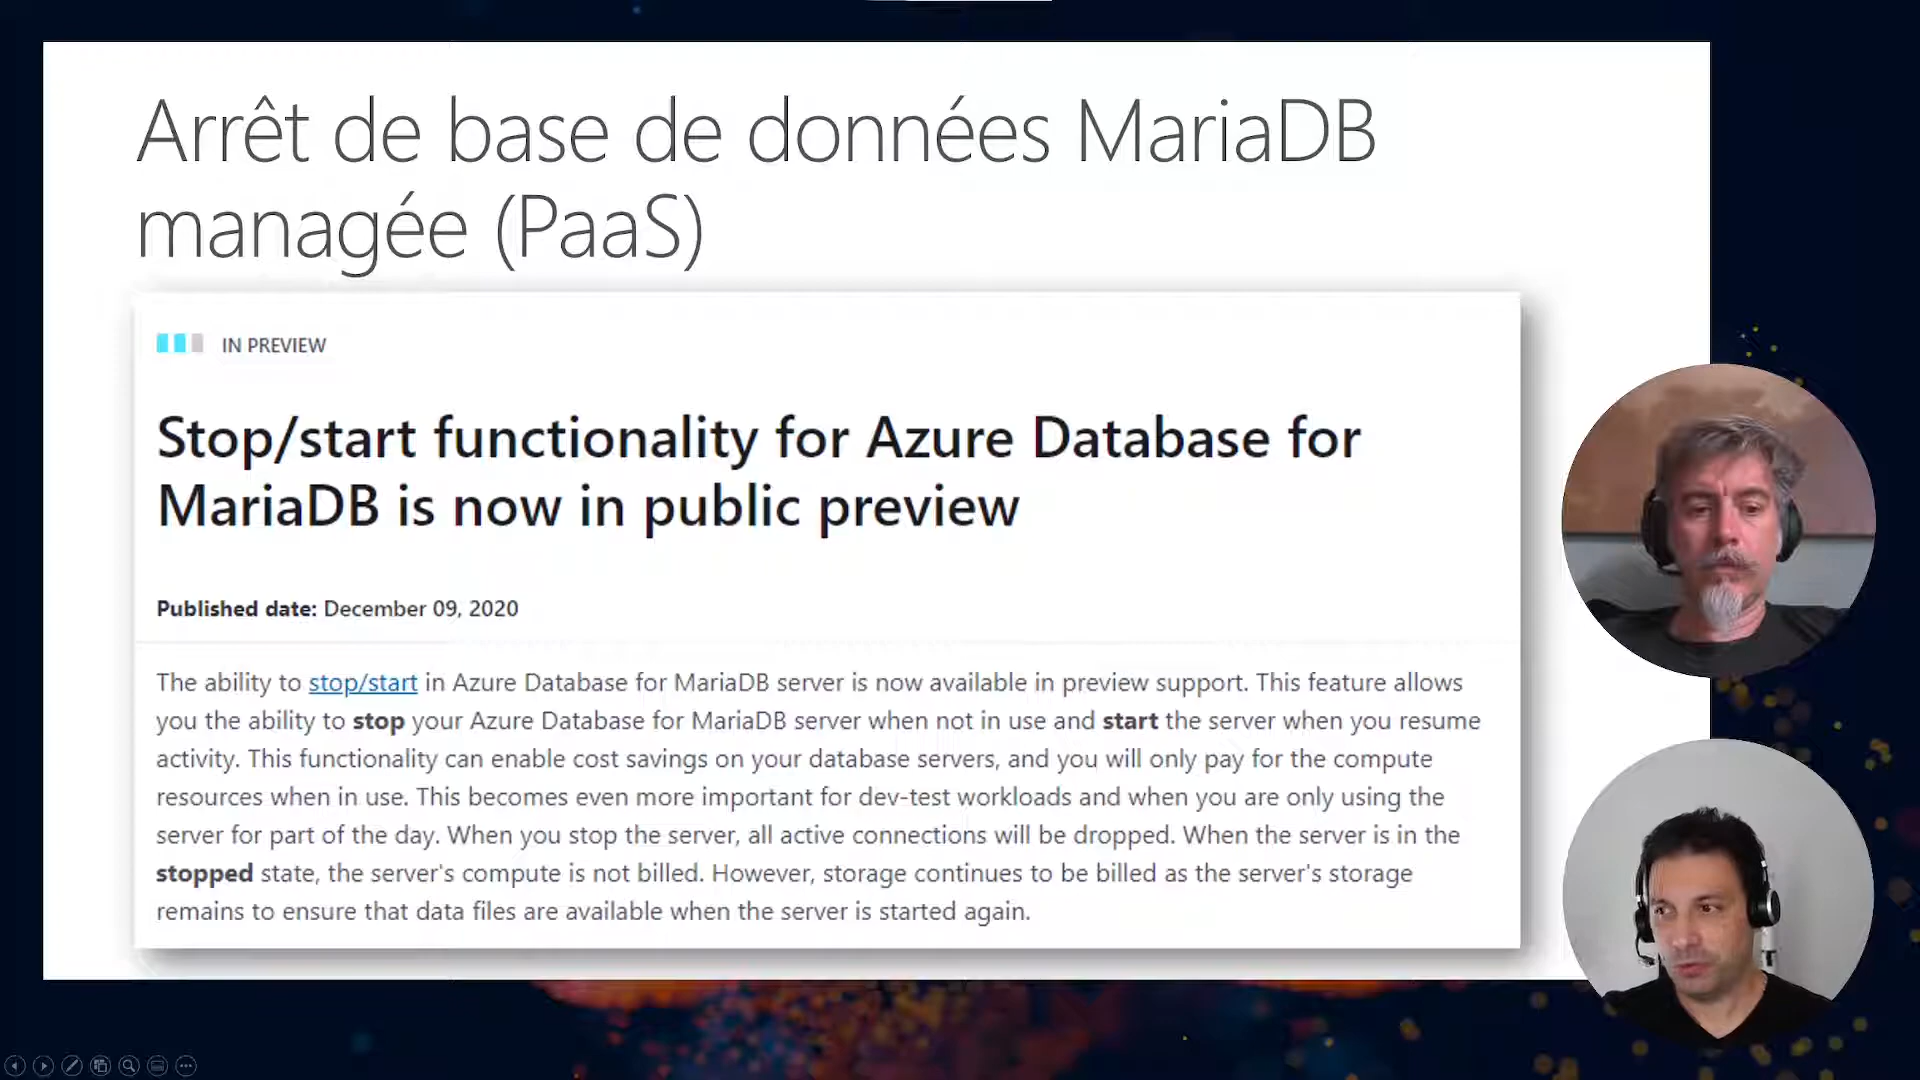 Arrêt de base de données MariaDB
managée (PaaS)
IN PREVIEW
Stop/start functionality for Azure Database for
MariaDB is now in public preview
Published date: December 09, 2020
The ability to stop/start in Azure Database for MariaDB server is now available in preview support. This feature allows
you the ability to stop your Azure Database for MariaDB server when not in use and start the server when you resume
activity. This functionality can enable cost savings on your database servers, and you will only pay for the compute
resources when in use. This becomes even more important for dev-test workloads and when you are only using the
server for part of the day. When you stop the server, all active connections will be dropped. When the server is in the
stopped state, the server's compute is not billed. However, storage continues to be billed as the server's storage
remains to ensure that data files are available when the server is started again.